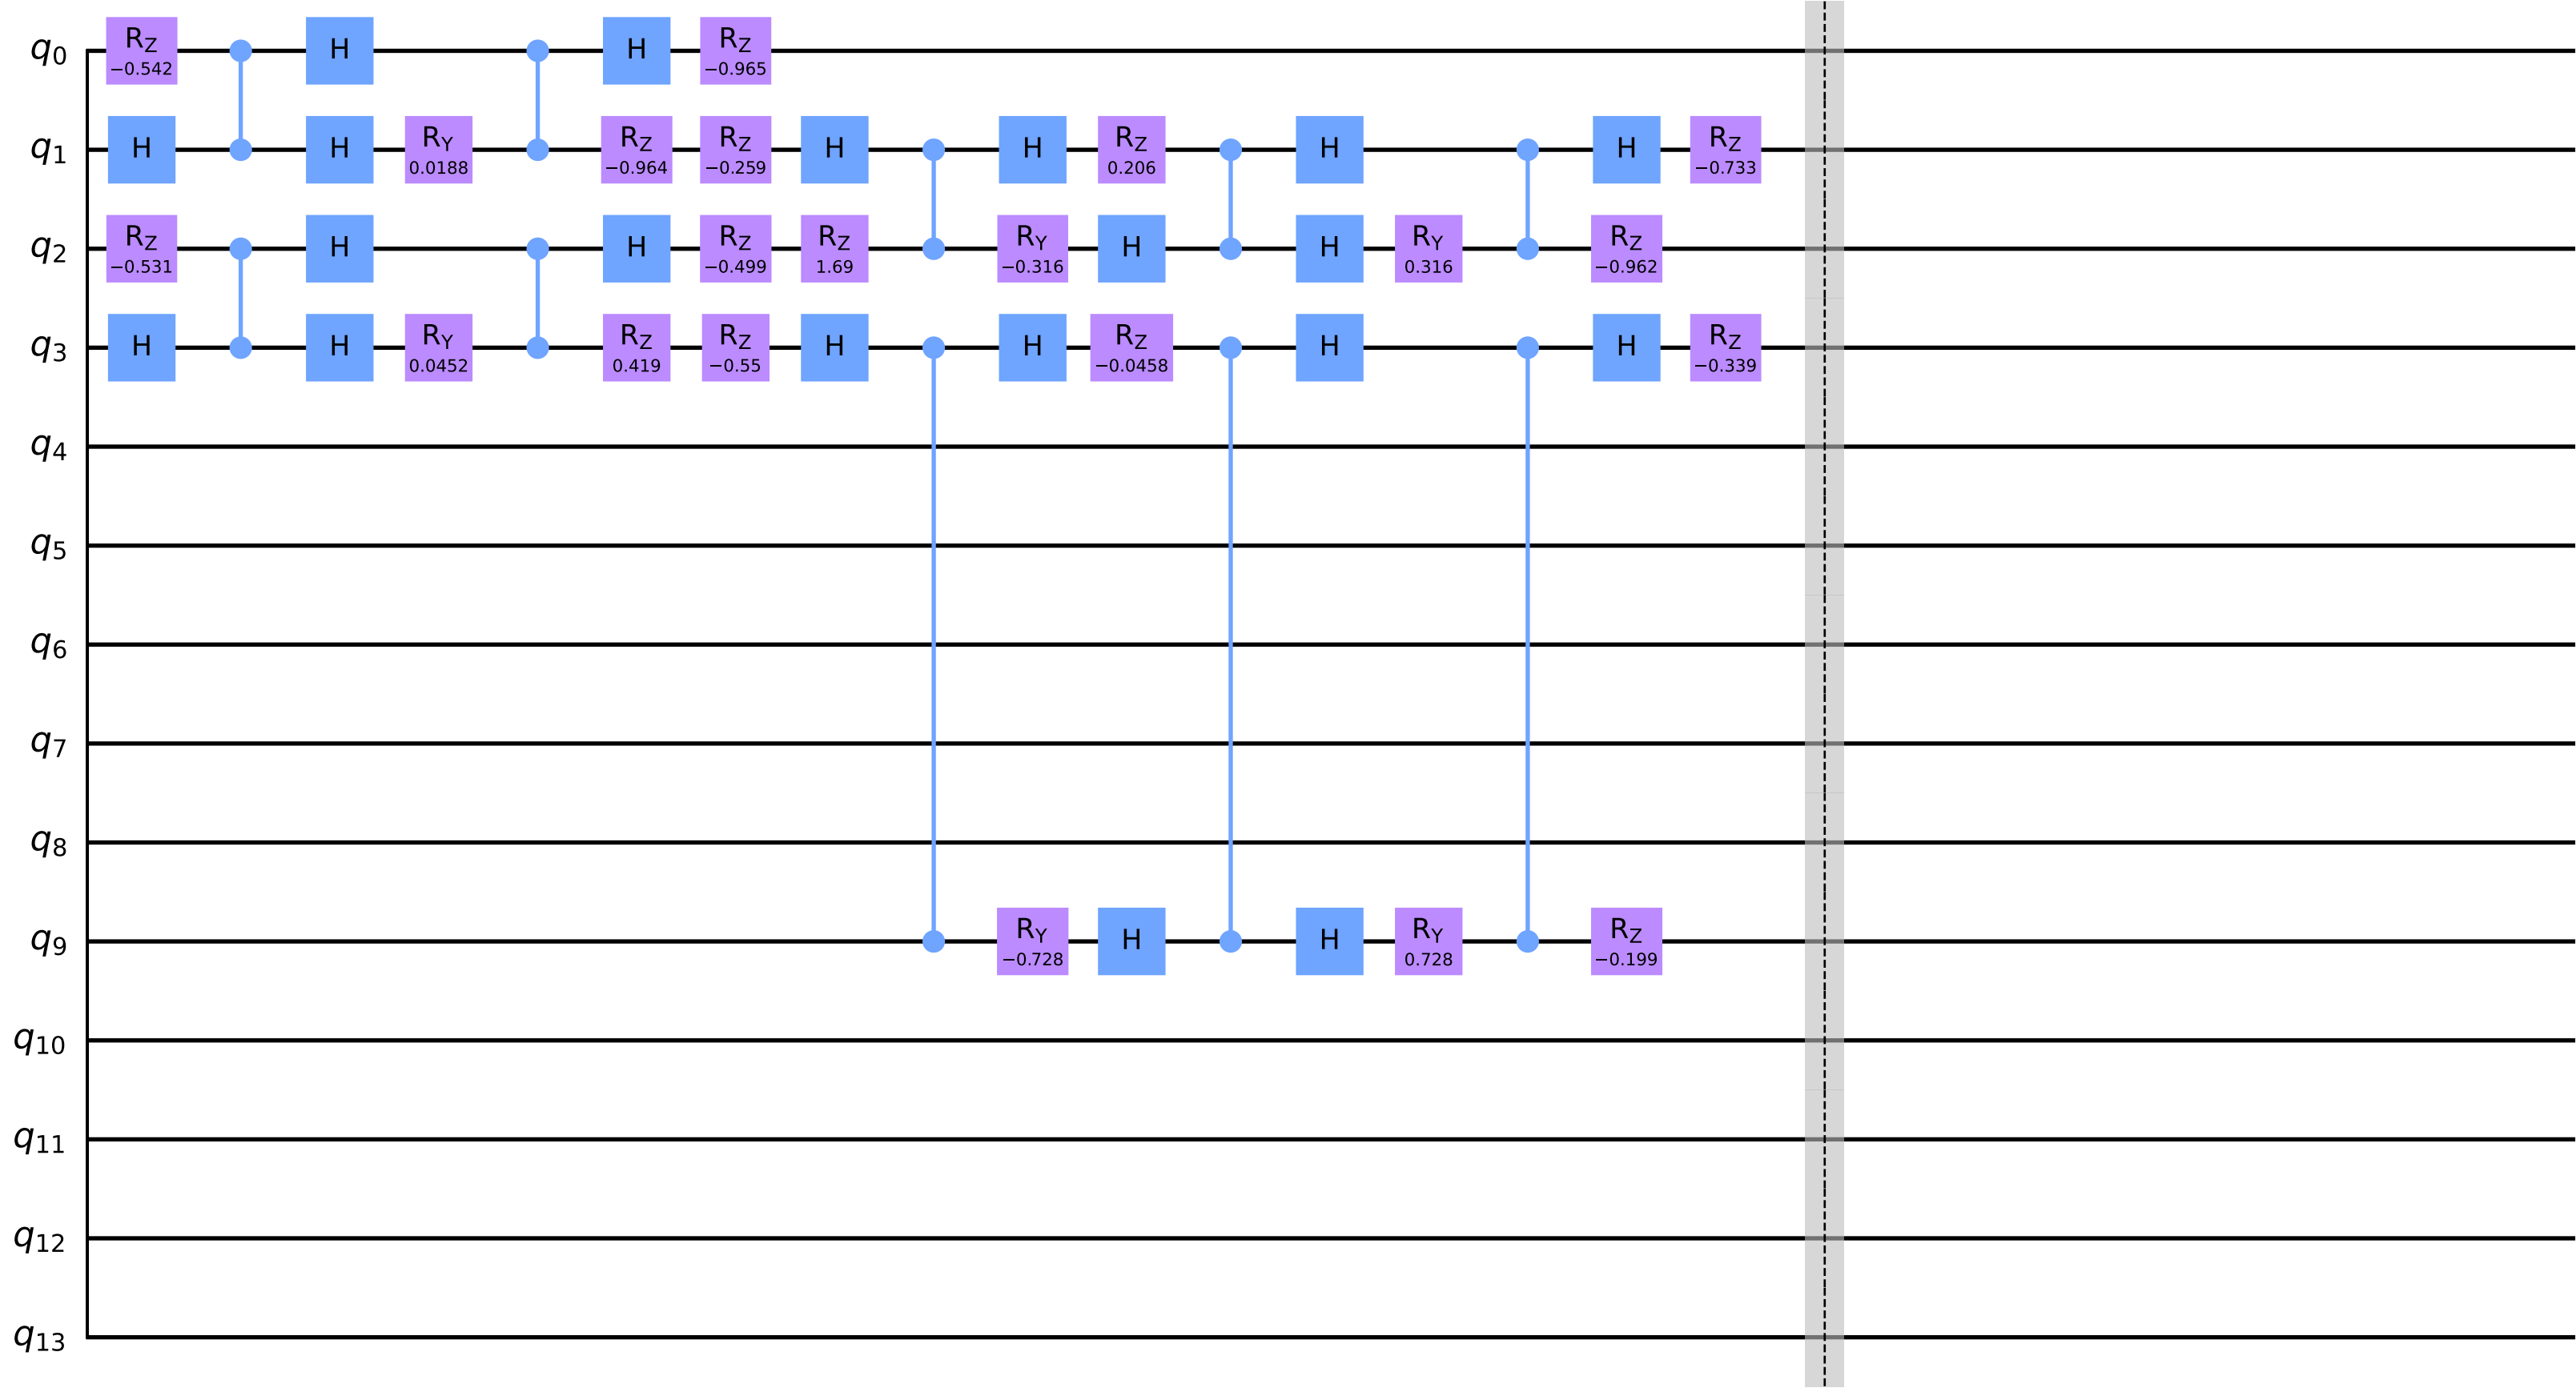 q0 RZ −0.542 H H RZ −0.965
q1 H H RY 0.0188 RZ −0.964 RZ −0.259 H H RZ 0.206 H H RZ −0.733
q2 RZ −0.531 H H RZ −0.499 RZ 1.69 RY −0.316 H H RY 0.316 RZ −0.962
q3 H H RY 0.0452 RZ 0.419 RZ −0.55 H H RZ −0.0458 H H RZ −0.339
q4
q5
q6
q7
q8
q9 RY −0.728 H H RY 0.728 RZ −0.199
q10
q11
q12
q13